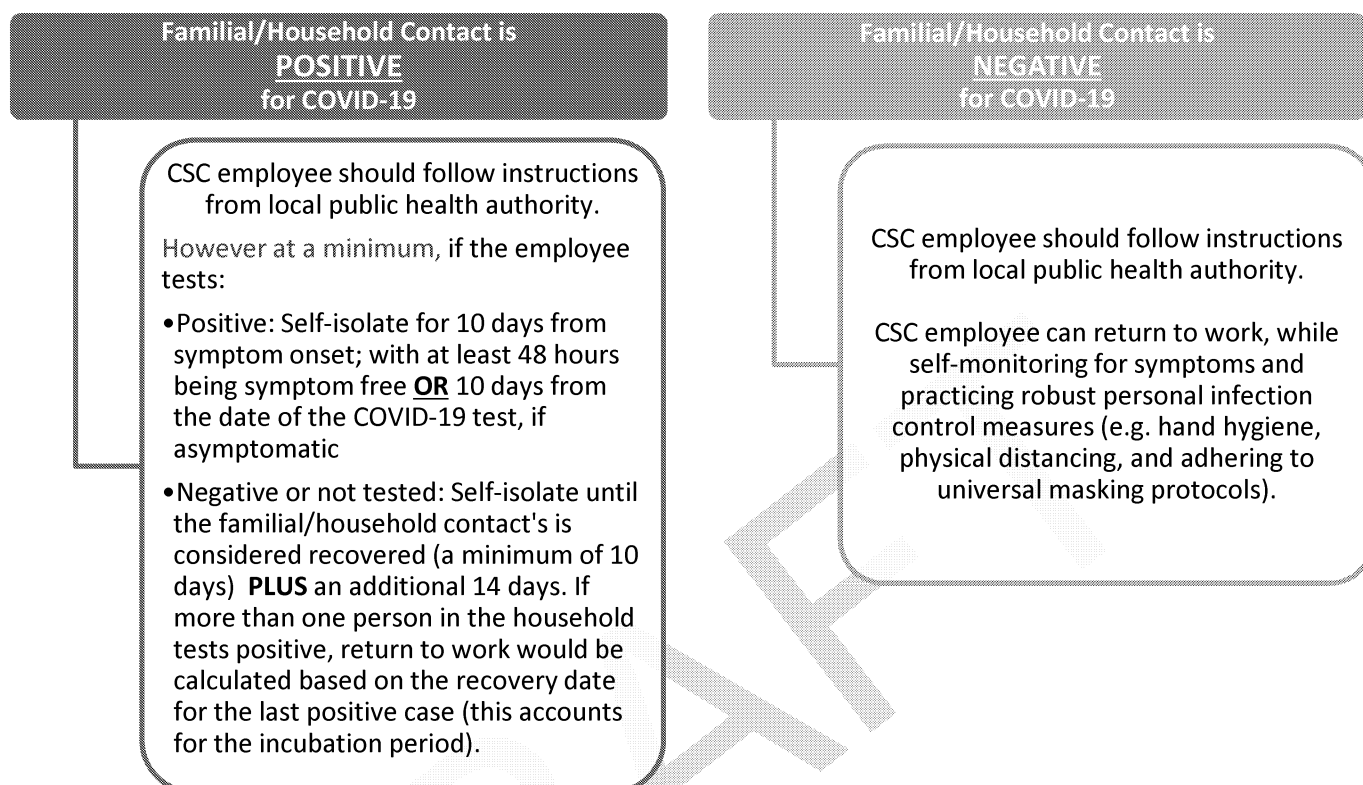 Familial/Household Contact is
POSITIVE
for COVID-19
CSC employee should follow instructions
from local public health authority.
However at a minimum, if the employee
tests:
•Positive: Self-isolate for 10 days from
symptom onset; with at least 48 hours
being symptom free OR 10 days from
the date of the COVID-19 test, if
asymptomatic
•Negative or not tested: Self-isolate until
the familial/household contact's is
considered recovered (a minimum of 10
days) PLUS an additional 14 days. If
more than one person in the household
tests positive, return to work would be
calculated based on the recovery date
for the last positive case (this accounts
for the incubation period).
Familial/Household Contact is
NEGATIVE
for COVID-19
CSC employee should follow instructions
from local public health authority.
CSC employee can return to work, while
self-monitoring for symptoms and
practicing robust personal infection
control measures (e.g. hand hygiene,
physical distancing, and adhering to
universal masking protocols).